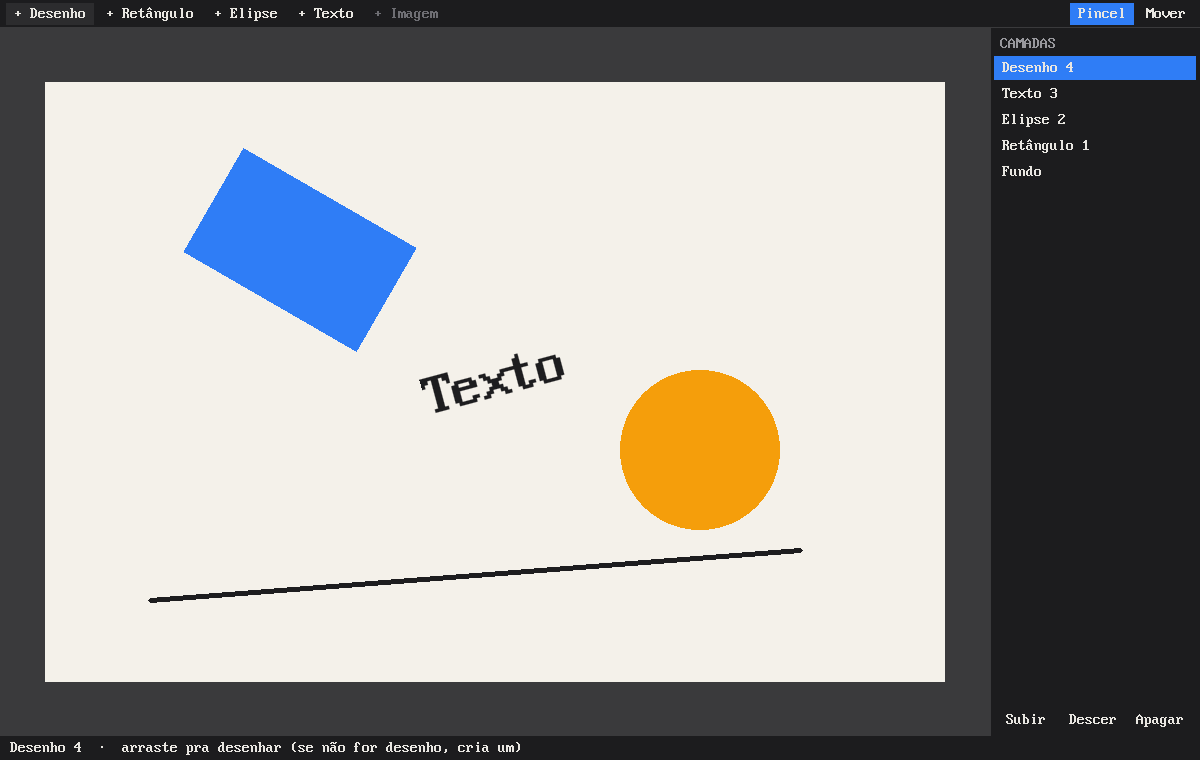 + Desenho + Retângulo + Elipse + Texto + Imagem Pincel Mover
CAMADAS
Desenho 4
Texto 3
Elipse 2
Retângulo 1
Fundo
Texto
Subir Descer Apagar
Desenho 4 · arraste pra desenhar (se não for desenho, cria um)